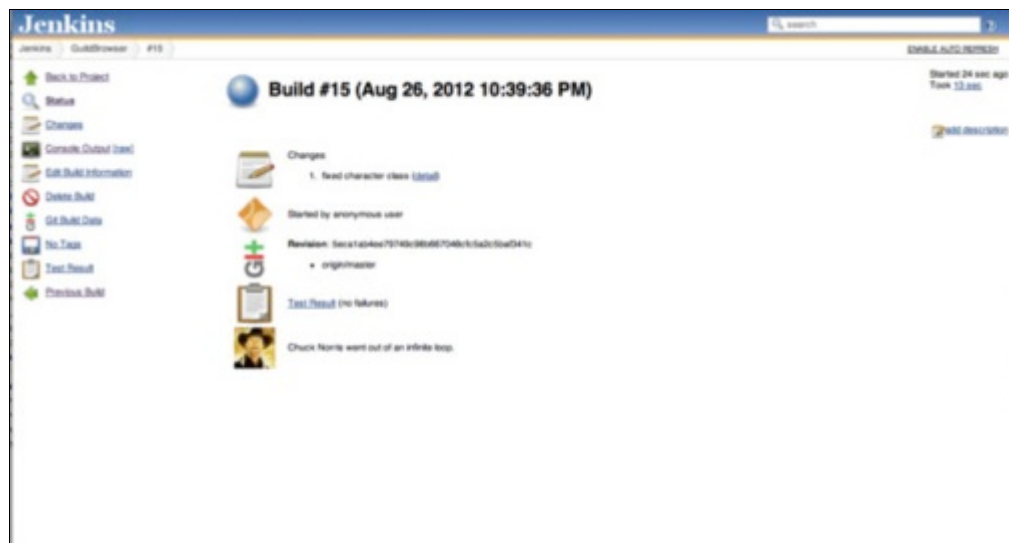 Jenkins
search
Jenkins GuildBrowser #15
ENABLE AUTO REFRESH
Back to Project
Status
Changes
Console Output [raw]
Edit Build Information
Delete Build
Git Build Data
No Tags
Test Result
Previous Build
Build #15 (Aug 26, 2012 10:39:36 PM)
Started 24 sec ago
Took 13 sec
add description
Changes
1. fixed character class (detail)
Started by anonymous user
Revision:
origin/master
Test Result (no failures)
Chuck Norris went out of an infinite loop.